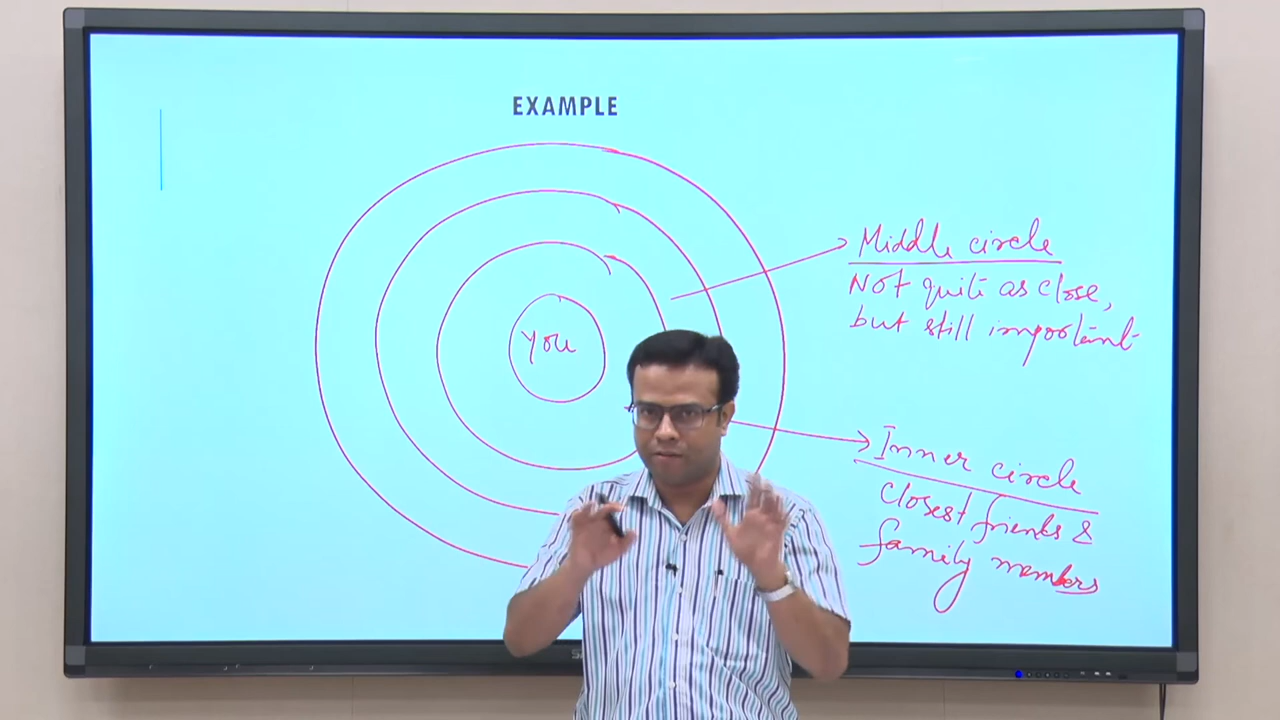 EXAMPLE
you
Middle circle
Not quite as close,
but still important
Inner circle
closest friends &
family members